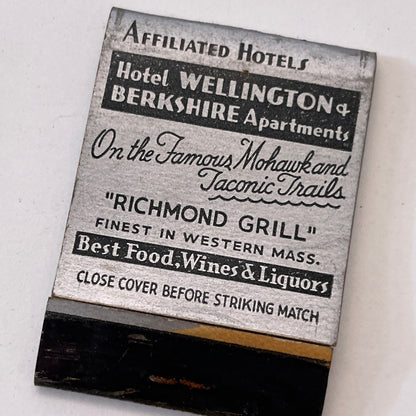 AFFILIATED HOTELS
Hotel WELLINGTON &
BERKSHIRE Apartments
On the Famous Mohawk and
Taconic Trails
"RICHMOND GRILL"
FINEST IN WESTERN MASS.
Best Food, Wines & Liquors
CLOSE COVER BEFORE STRIKING MATCH